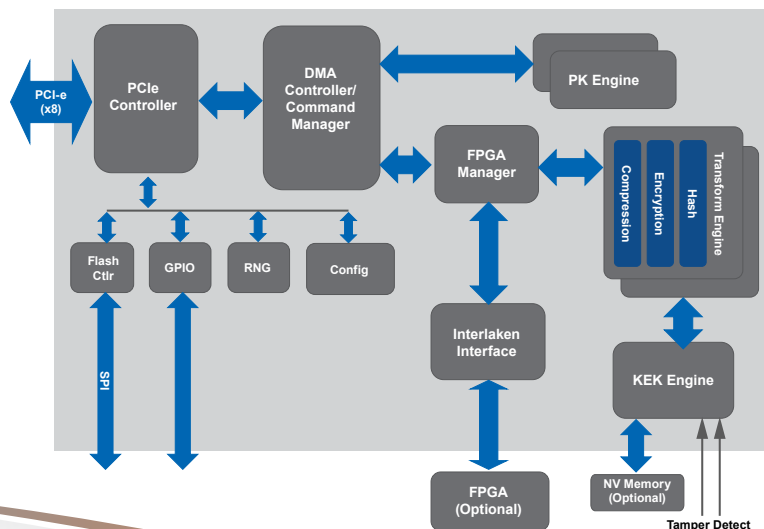 PCI-e
(x8)
PCIe
Controller
DMA
Controller/
Command
Manager
PK Engine
FPGA
Manager
Compression
Encryption
Hash
Transform Engine
Flash
Ctlr
GPIO
RNG
Config
Interlaken
Interface
KEK Engine
SPI
FPGA
(Optional)
NV Memory
(Optional)
Tamper Detect